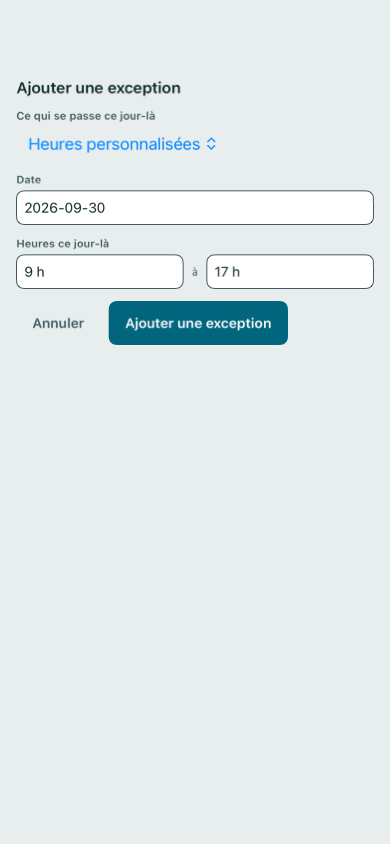 Ajouter une exception
Ce qui se passe ce jour-là
Heures personnalisées
Date
2026-09-30
Heures ce jour-là
9 h à 17 h
Annuler Ajouter une exception